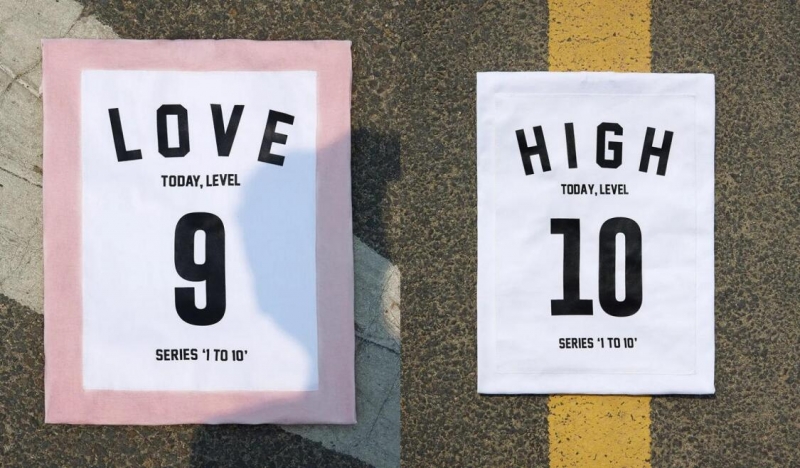 LOVE
TODAY, LEVEL
9
SERIES '1 TO 10'
HIGH
TODAY, LEVEL
10
SERIES '1 TO 10'